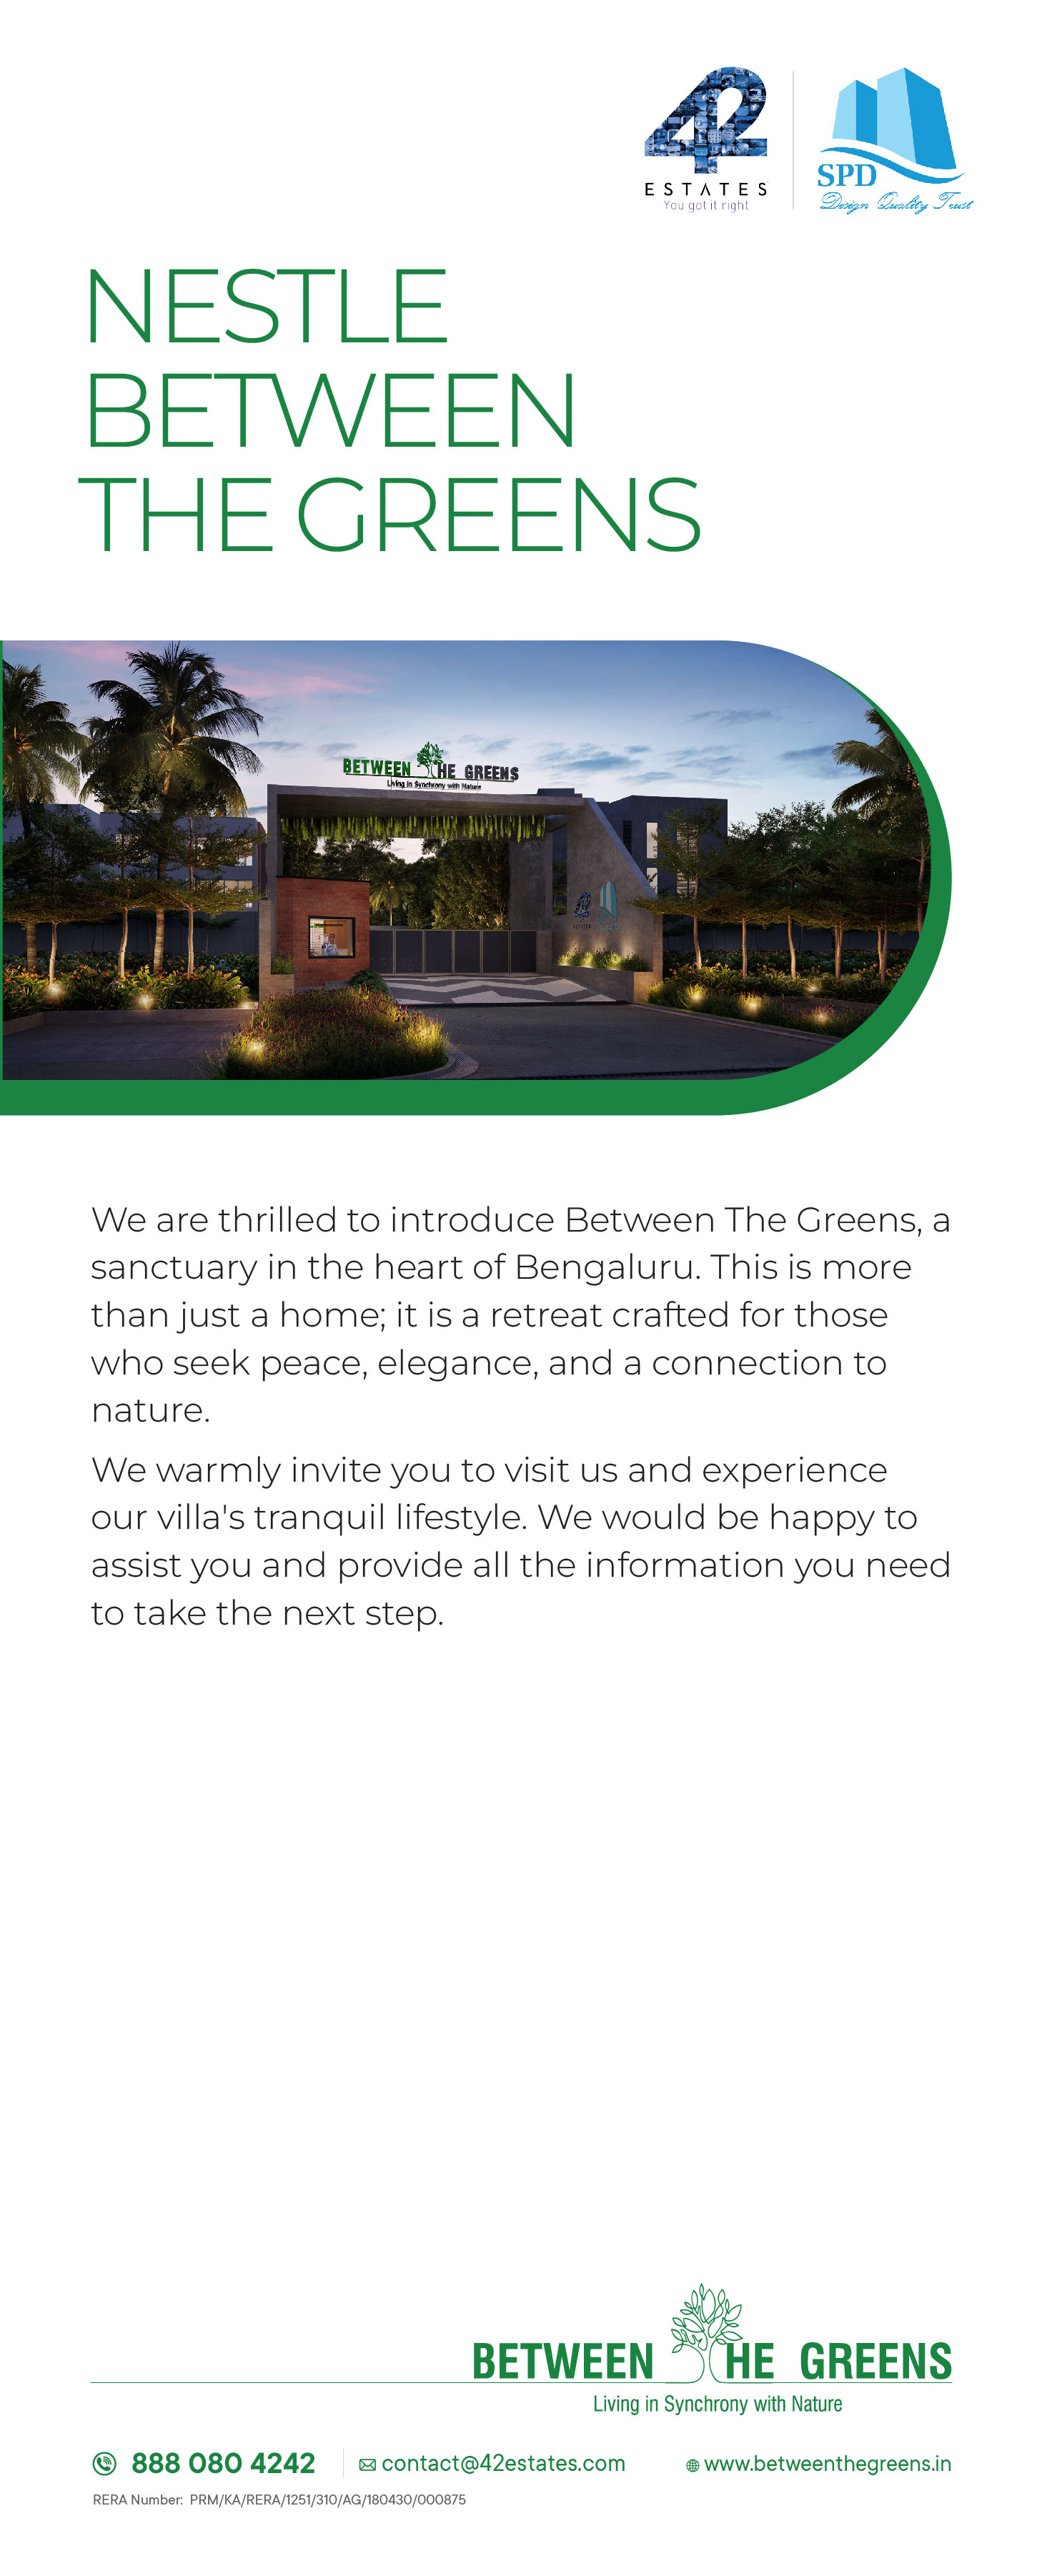 42
ESTATES
You got it right
SPD
Design Quality Trust
NESTLE
BETWEEN
THE GREENS
BETWEEN THE GREENS
Living in Synchrony with Nature
We are thrilled to introduce Between The Greens, a
sanctuary in the heart of Bengaluru. This is more
than just a home; it is a retreat crafted for those
who seek peace, elegance, and a connection to
nature.
We warmly invite you to visit us and experience
our villa's tranquil lifestyle. We would be happy to
assist you and provide all the information you need
to take the next step.
BETWEEN THE GREENS
Living in Synchrony with Nature
888 080 4242 contact@42estates.com www.betweenthegreens.in
RERA Number: PRM/KA/RERA/1251/310/AG/180430/000875